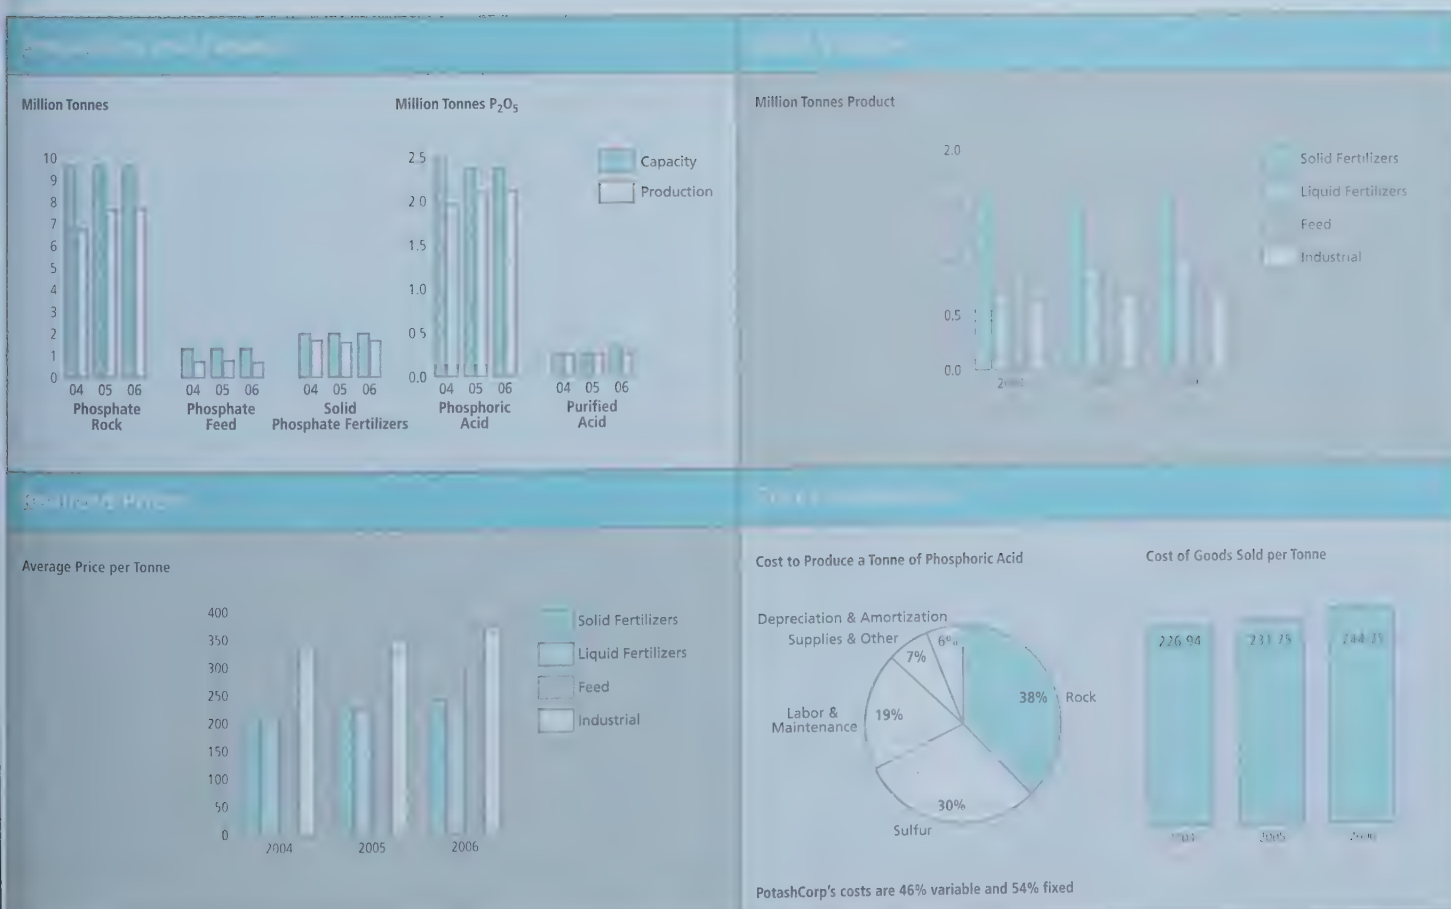 Million Tonnes
Million Tonnes P₂O₅
10
9
8
7
6
5
4
3
2
1
0
04 05 06
Phosphate
Rock
04 05 06
Phosphate
Feed
04 05 06
Solid
Phosphate Fertilizers
2.5
2.0
1.5
1.0
0.5
0.0
04 05 06
Phosphoric
Acid
04 05 06
Purified
Acid
Capacity
Production
Million Tonnes Product
2.0
0.5
0.0
Solid Fertilizers
Liquid Fertilizers
Feed
Industrial
Average Price per Tonne
400
350
300
250
200
150
100
50
0
2004 2005 2006
Solid Fertilizers
Liquid Fertilizers
Feed
Industrial
Cost to Produce a Tonne of Phosphoric Acid
Depreciation & Amortization
6%
Supplies & Other
7%
38% Rock
Labor &
Maintenance
19%
30%
Sulfur
Cost of Goods Sold per Tonne
226.94
2005
PotashCorp's costs are 46% variable and 54% fixed